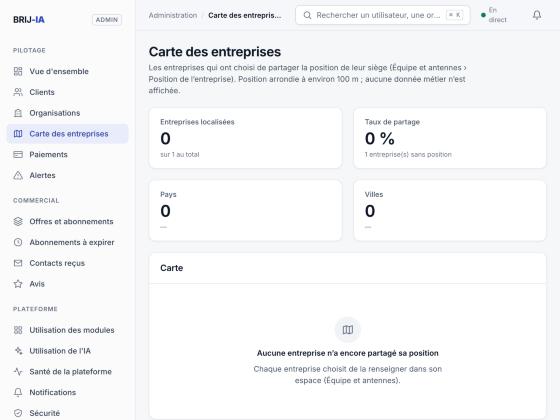 BRIJ-IA
ADMIN
Administration / Carte des entrepris...
Rechercher un utilisateur, une or...
⌘ K
En direct
PILOTAGE
Vue d'ensemble
Clients
Organisations
Carte des entreprises
Paiements
Alertes
COMMERCIAL
Offres et abonnements
Abonnements à expirer
Contacts reçus
Avis
PLATEFORME
Utilisation des modules
Utilisation de l'IA
Santé de la plateforme
Notifications
Sécurité
Carte des entreprises
Les entreprises qui ont choisi de partager la position de leur siège (Équipe et antennes ›
Position de l'entreprise). Position arrondie à environ 100 m ; aucune donnée métier n'est
affichée.
Entreprises localisées
0
sur 1 au total
Taux de partage
0 %
1 entreprise(s) sans position
Pays
0
—
Villes
0
—
Carte
Aucune entreprise n'a encore partagé sa position
Chaque entreprise choisit de la renseigner dans son
espace (Équipe et antennes).